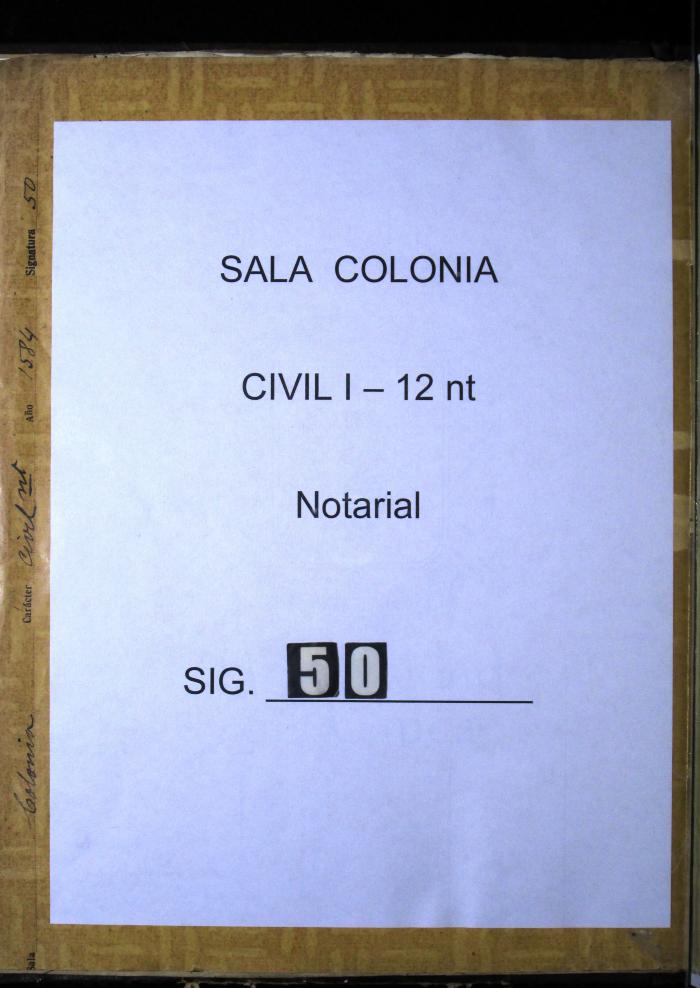 SALA COLONIA
CIVIL I – 12 nt
Notarial
SIG. 50
Sala Colonia Carácter civil nt Año 1584 Signatura 50